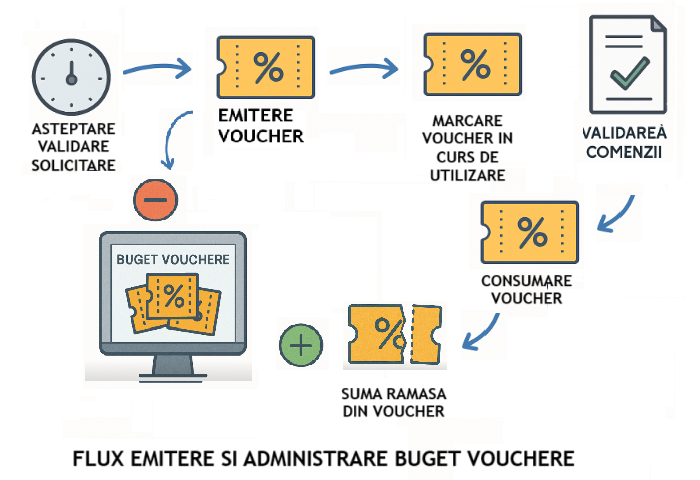 ASTEPTARE
VALIDARE
SOLICITARE
%
EMITERE
VOUCHER
%
MARCARE
VOUCHER IN
CURS DE
UTILIZARE
VALIDAREA
COMENZII
%
CONSUMARE
VOUCHER
BUGET VOUCHERE
%
%
SUMA RAMASA
DIN VOUCHER
FLUX EMITERE SI ADMINISTRARE BUGET VOUCHERE